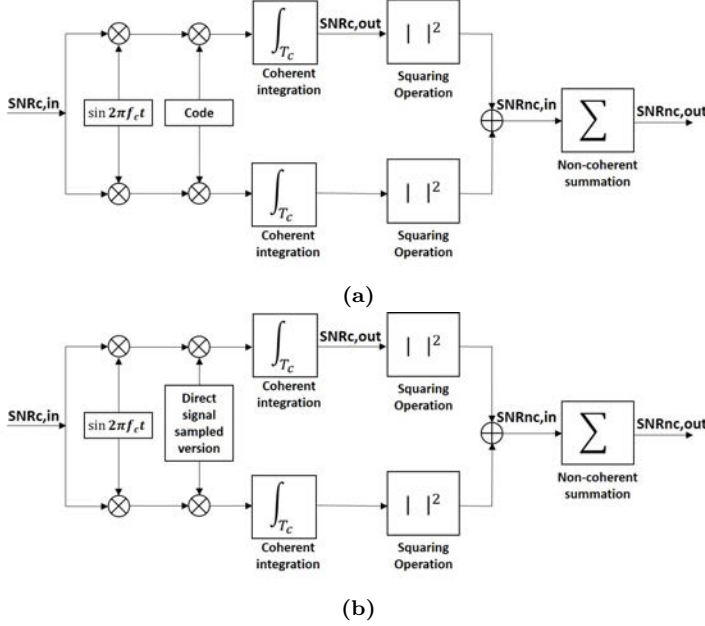 SNRc,out
∫T_c
| |²
Coherent
integration
Squaring
Operation
SNRc,in
sin 2πf_c t
Code
SNRnc,in
∑
SNRnc,out
Non-coherent
summation
∫T_c
| |²
Coherent
integration
Squaring
Operation
(a)
SNRc,out
∫T_c
| |²
Coherent
integration
Squaring
Operation
SNRc,in
sin 2πf_c t
Direct
signal
sampled
version
SNRnc,in
∑
SNRnc,out
Non-coherent
summation
∫T_c
| |²
Coherent
integration
Squaring
Operation
(b)